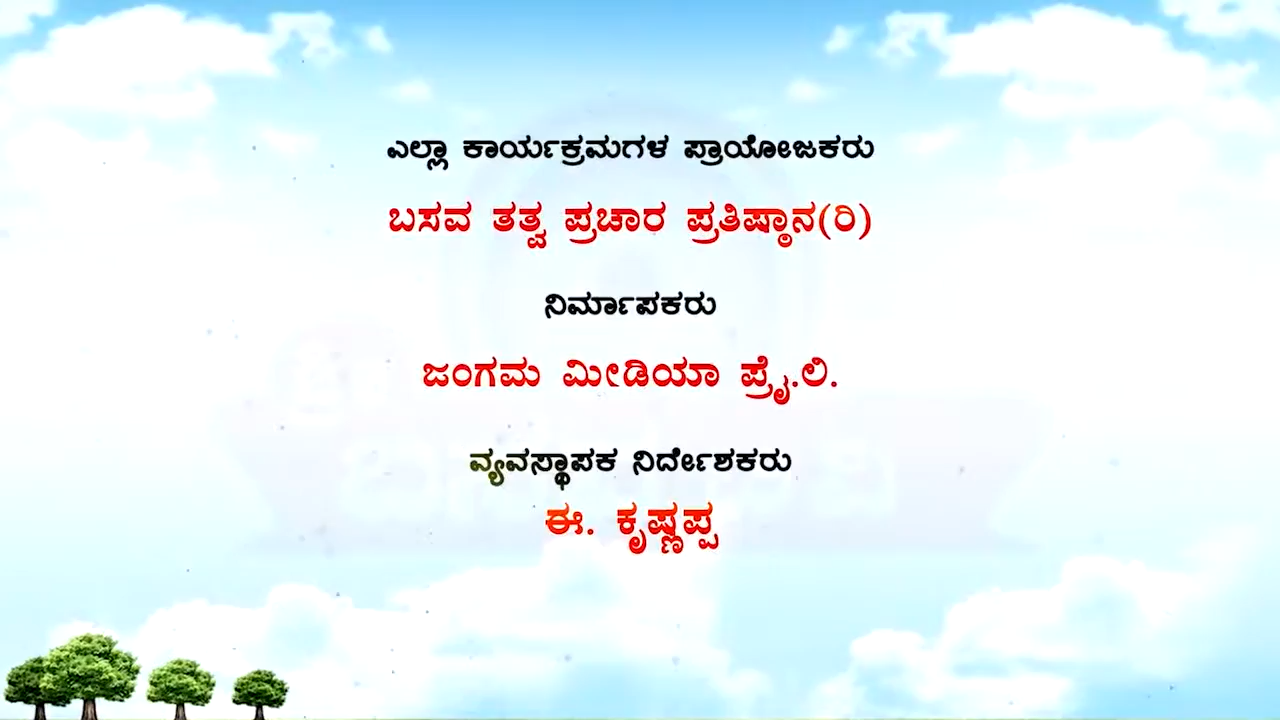 ಎಲ್ಲಾ ಕಾರ್ಯಕ್ರಮಗಳ ಪ್ರಾಯೋಜಕರು
ಬಸವ ತತ್ವ ಪ್ರಚಾರ ಪ್ರತಿಷ್ಠಾನ(ರಿ)
ನಿರ್ಮಾಪಕರು
ಜಂಗಮ ಮೀಡಿಯಾ ಪ್ರೈ.ಲಿ.
ವ್ಯವಸ್ಥಾಪಕ ನಿರ್ದೇಶಕರು
ಈ. ಕೃಷ್ಣಪ್ಪ